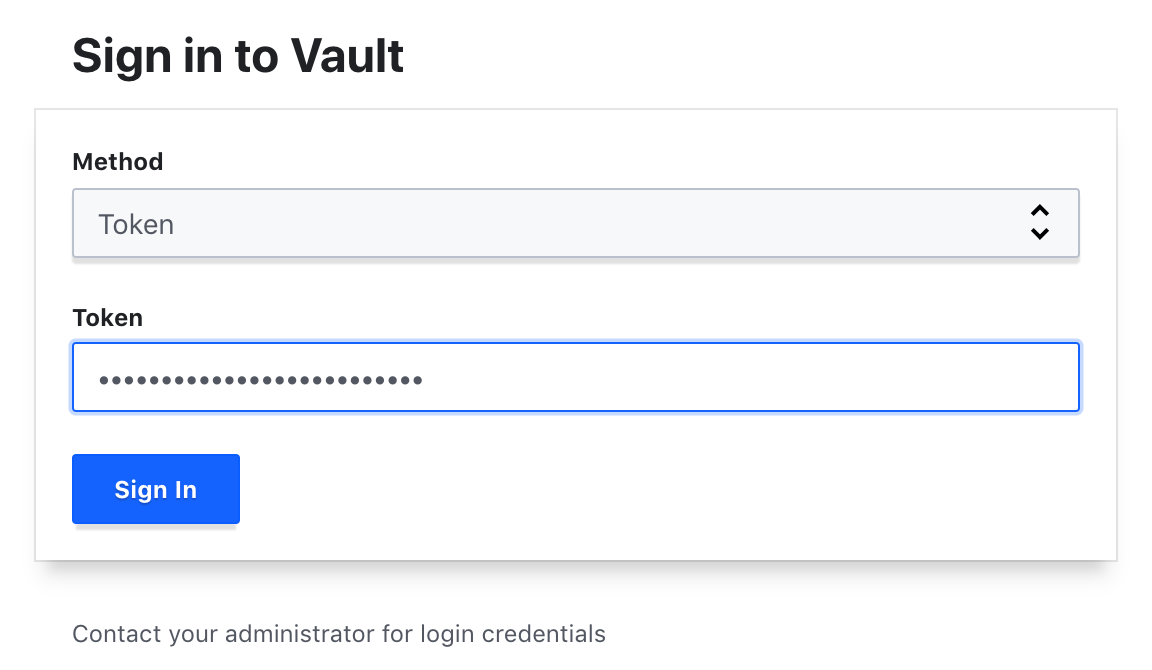 Sign in to Vault
Method
Token
Token
••••••••••••••••••••••••••
Sign In
Contact your administrator for login credentials